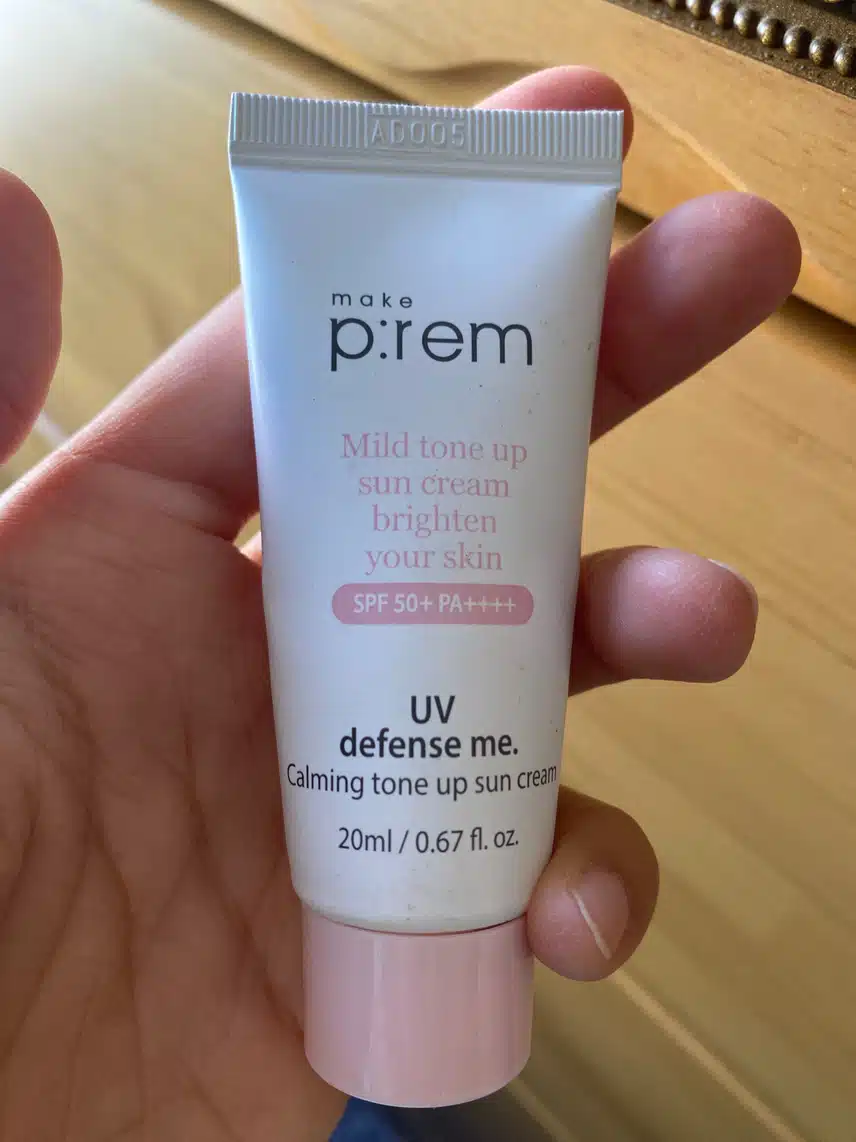 AD005
make
p:rem
Mild tone up
sun cream
brighten
your skin
SPF 50+ PA++++
UV
defense me.
Calming tone up sun cream
20ml / 0.67 fl. oz.